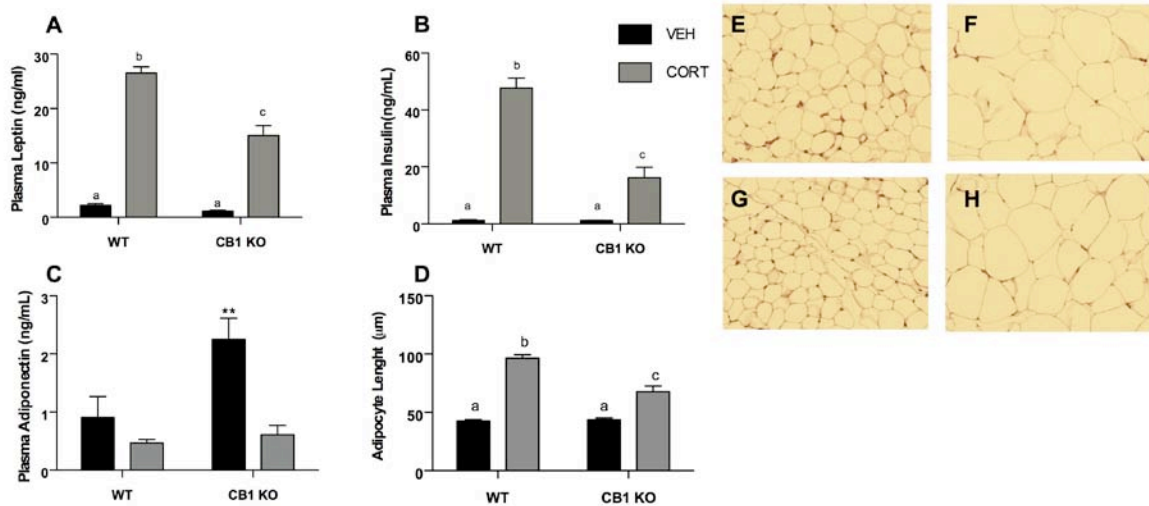 A
Plasma Leptin (ng/ml)
30
20
10
0
a
b
a
c
WT
CB1 KO
B
Plasma Insulin(ng/mL)
60
40
20
0
a
b
a
c
WT
CB1 KO
VEH
CORT
E
F
G
H
C
Plasma Adiponectin (ng/mL)
3
2
1
0
**
WT
CB1 KO
D
Adipocyte Lenght (um)
150
100
50
0
a
b
a
c
WT
CB1 KO